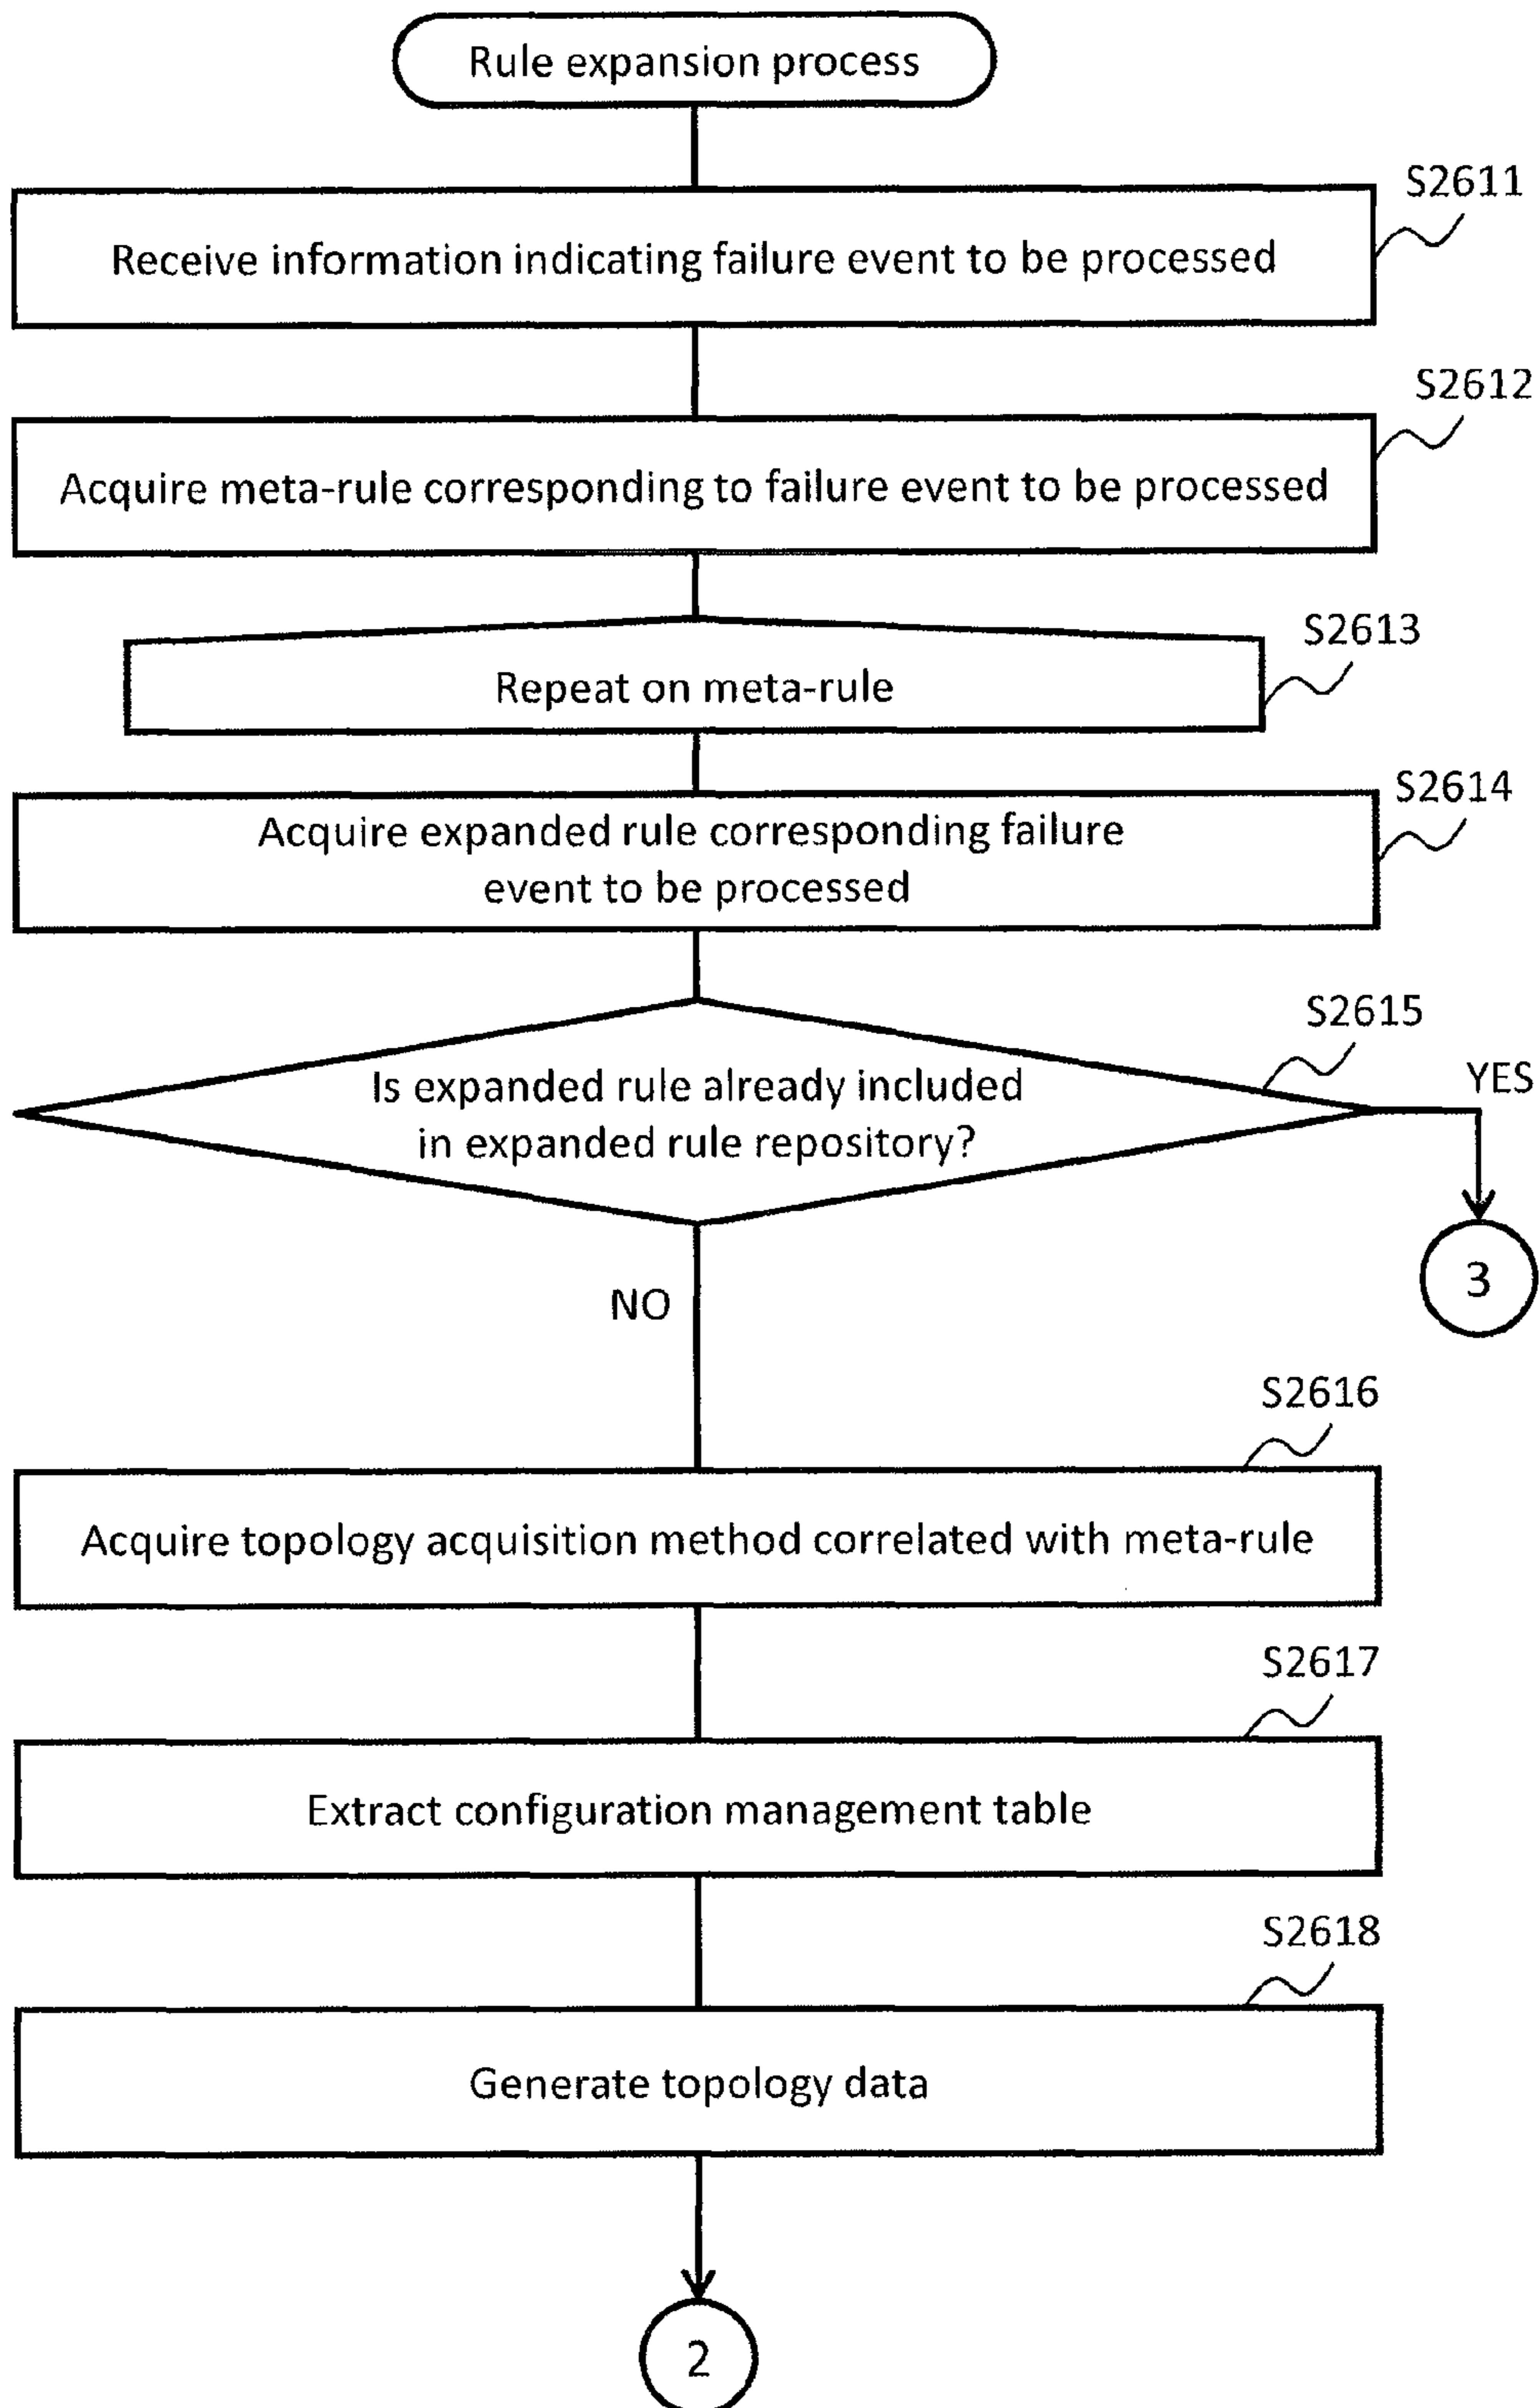 Rule expansion process
S2611
Receive information indicating failure event to be processed
S2612
Acquire meta-rule corresponding to failure event to be processed
S2613
Repeat on meta-rule
S2614
Acquire expanded rule corresponding failure
event to be processed
S2615
YES
Is expanded rule already included
in expanded rule repository?
3
NO
S2616
Acquire topology acquisition method correlated with meta-rule
S2617
Extract configuration management table
S2618
Generate topology data
2